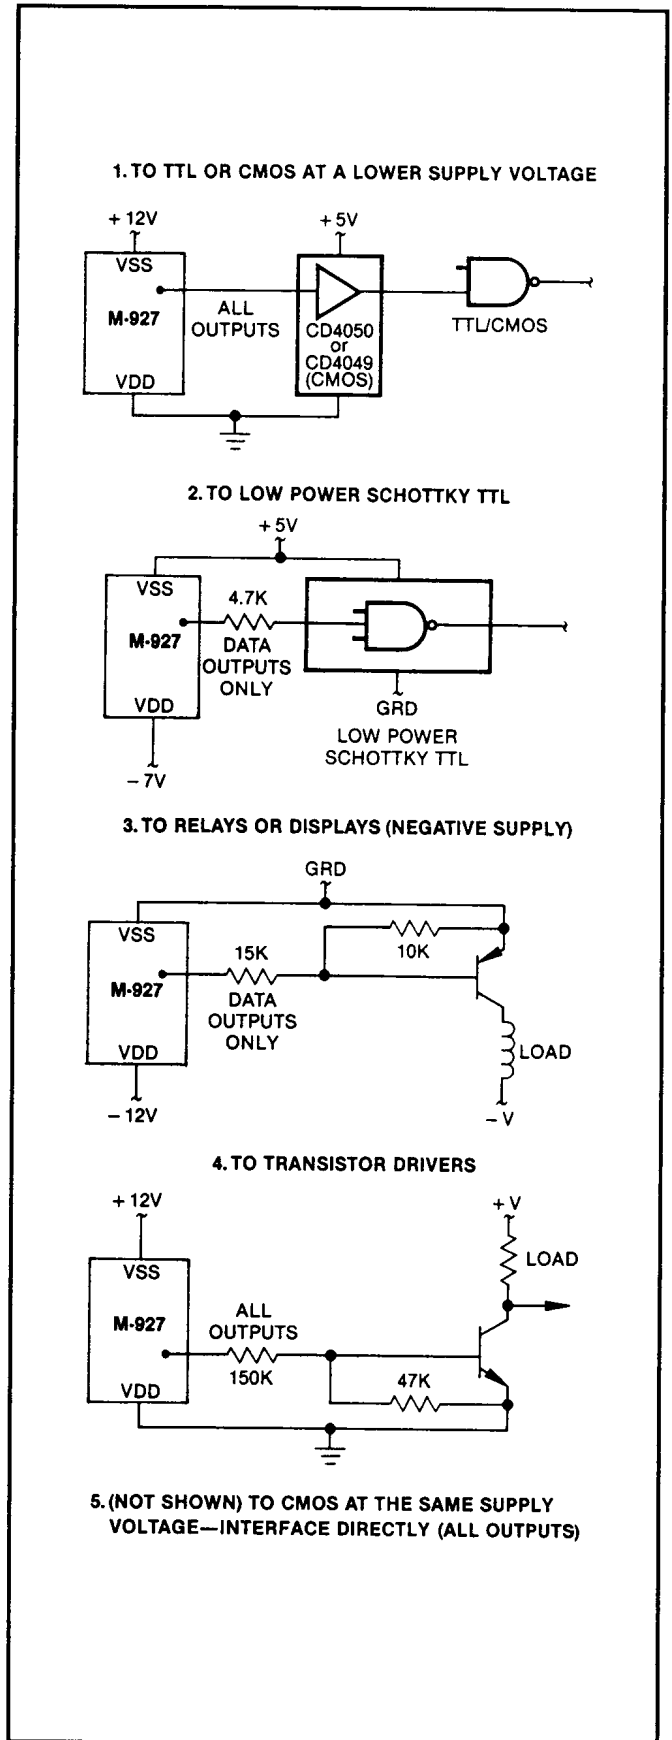 1. TO TTL OR CMOS AT A LOWER SUPPLY VOLTAGE
+ 12V
+ 5V
VSS
M-927
VDD
ALL
OUTPUTS
CD4050
or
CD4049
(CMOS)
TTL/CMOS
2. TO LOW POWER SCHOTTKY TTL
+ 5V
VSS
M-927
VDD
4.7K
DATA
OUTPUTS
ONLY
GRD
LOW POWER
SCHOTTKY TTL
– 7V
3. TO RELAYS OR DISPLAYS (NEGATIVE SUPPLY)
GRD
VSS
M-927
VDD
15K
DATA
OUTPUTS
ONLY
10K
LOAD
– 12V
– V
4. TO TRANSISTOR DRIVERS
+ 12V
+ V
VSS
M-927
VDD
ALL
OUTPUTS
150K
47K
LOAD
5. (NOT SHOWN) TO CMOS AT THE SAME SUPPLY
VOLTAGE—INTERFACE DIRECTLY (ALL OUTPUTS)